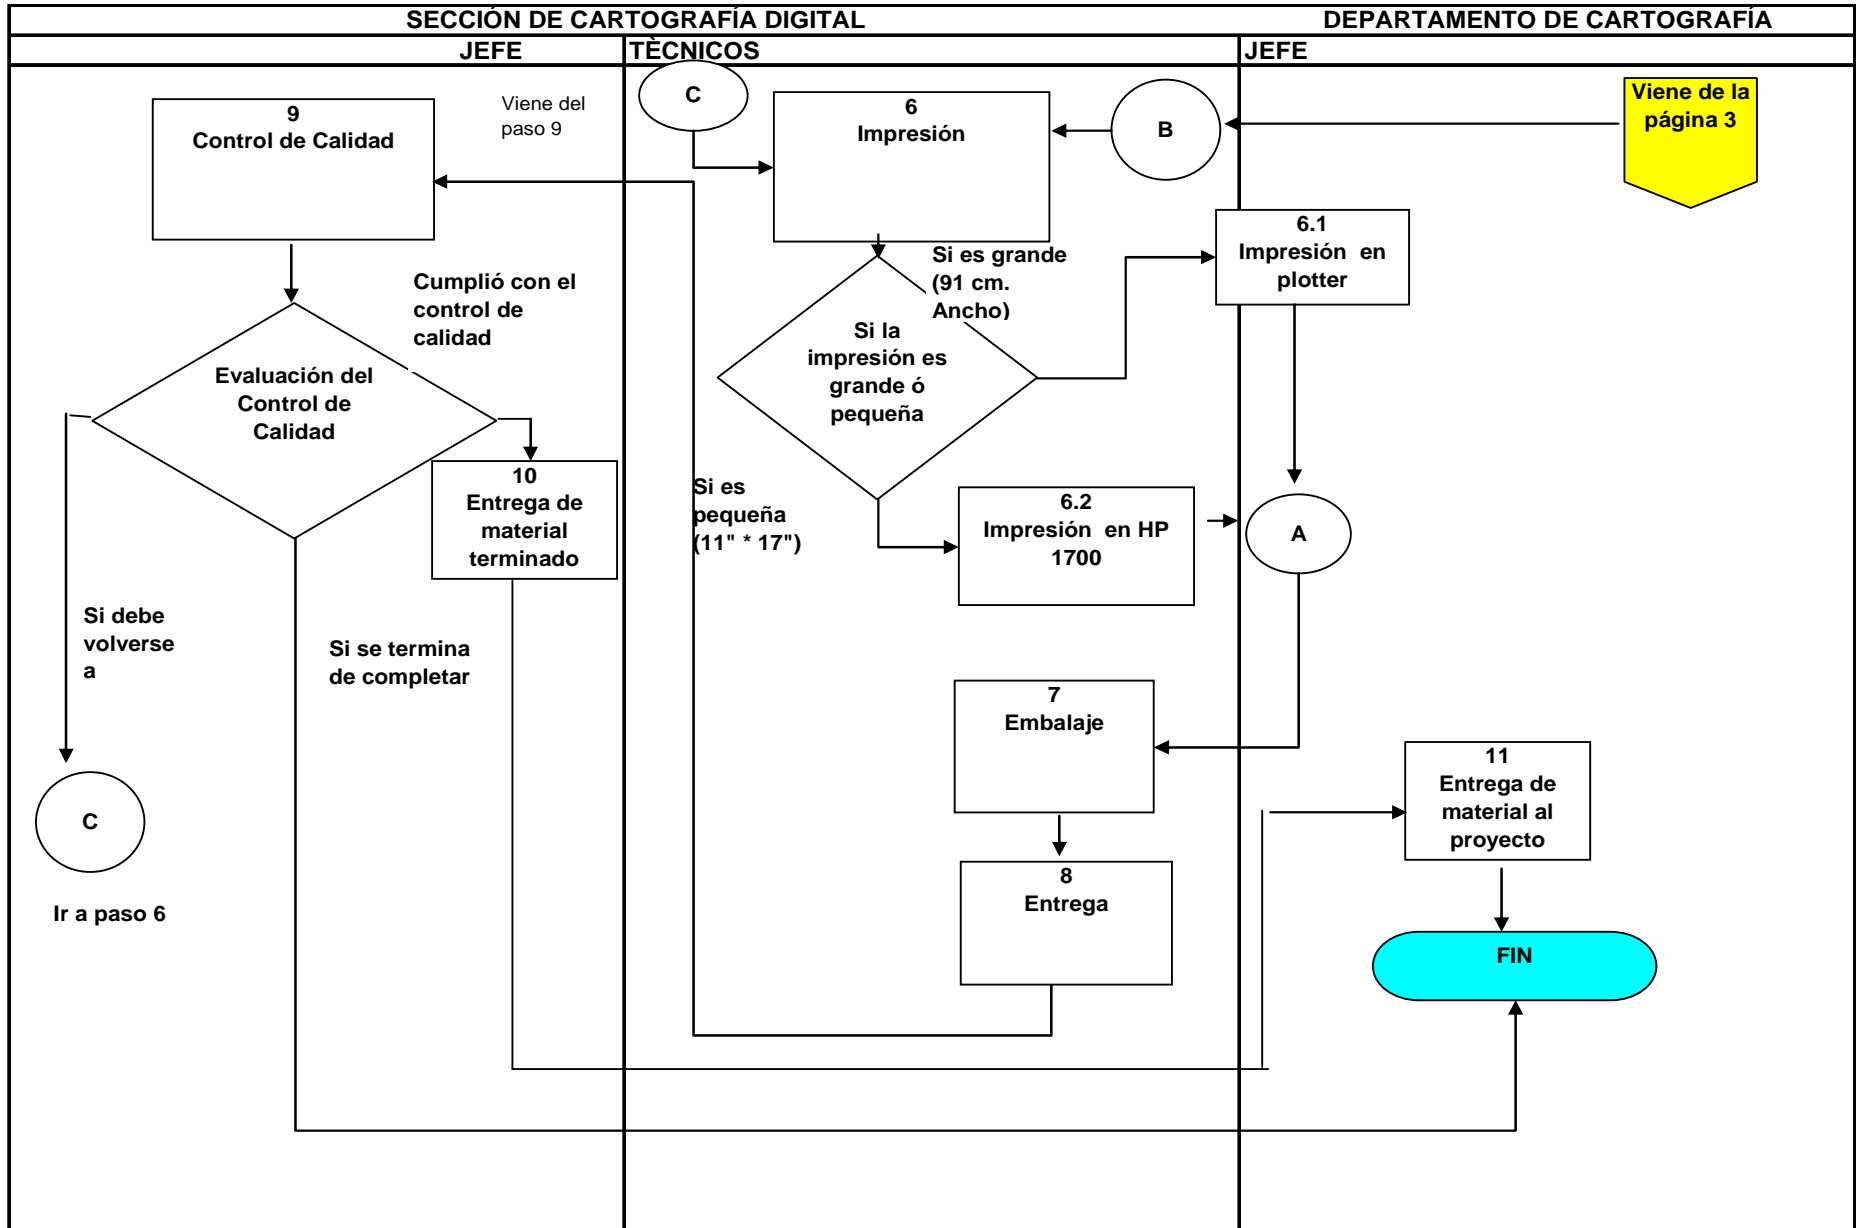 SECCIÓN DE CARTOGRAFÍA DIGITAL
DEPARTAMENTO DE CARTOGRAFÍA
JEFE
TÈCNICOS
JEFE
9
Control de Calidad
Viene del
paso 9
C
6
Impresión
B
Viene de la
página 3
Cumplió con el
control de
calidad
Evaluación del
Control de
Calidad
Si es grande
(91 cm.
Ancho)
Si la
impresión es
grande ó
pequeña
6.1
Impresión en
plotter
10
Entrega de
material
terminado
Si es
pequeña
(11" * 17")
6.2
Impresión en HP
1700
A
Si debe
volverse
a
Si se termina
de completar
7
Embalaje
C
Ir a paso 6
8
Entrega
11
Entrega de
material al
proyecto
FIN